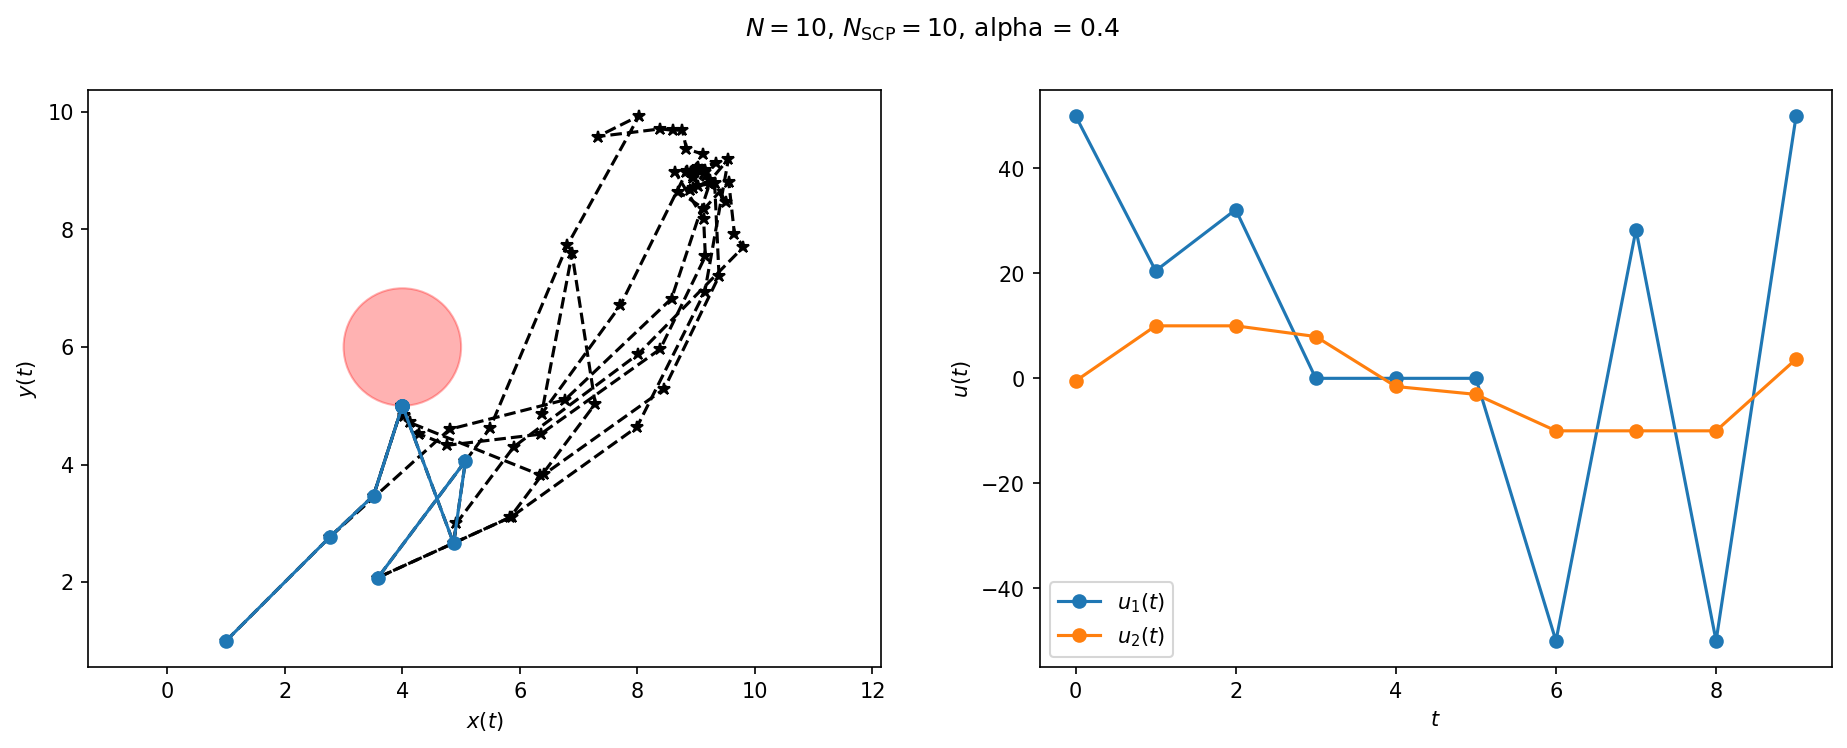 N = 10, N_SCP = 10, alpha = 0.4
10
8
6
4
2
y(t)
0 2 4 6 8 10 12
x(t)
40
20
0
−20
−40
u(t)
u₁(t)
u₂(t)
0 2 4 6 8
t